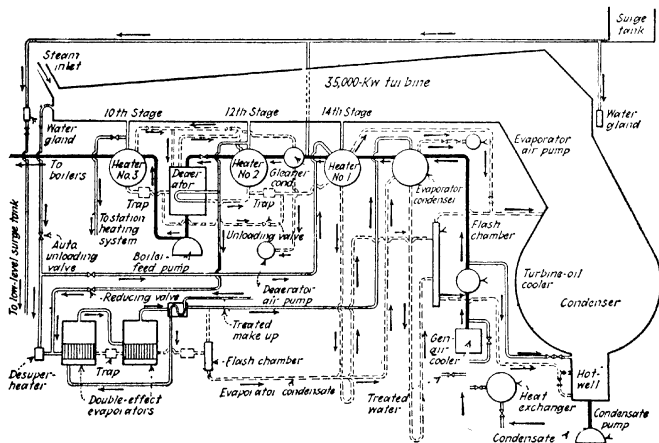 Surge
tank
Steam
inlet
35,000-Kw turbine
10th Stage
12th Stage
14th Stage
Water
gland
Water
gland
Evaporator
air pump
To
boilers
Heater
No.3
Deaer-
ator
Heater
No.2
Gleaner
cond.
Heater
No.1
Evaporator
condenser
Trap
Trap
Flash
chamber
To station
heating
system
Unloading valve
Auto.
unloading
valve
Boiler-
feed pump
Deaerator
air pump
Turbine-oil
cooler
Condenser
To low-level surge tank
Reducing valve
Treated
make up
Gen.
air
cooler
Trap
Flash chamber
Desuper-
heater
Double-effect
evaporators
Evaporator condensate
Treated
water
Heat
exchanger
Hot-
well
Condensate
pump
Condensate